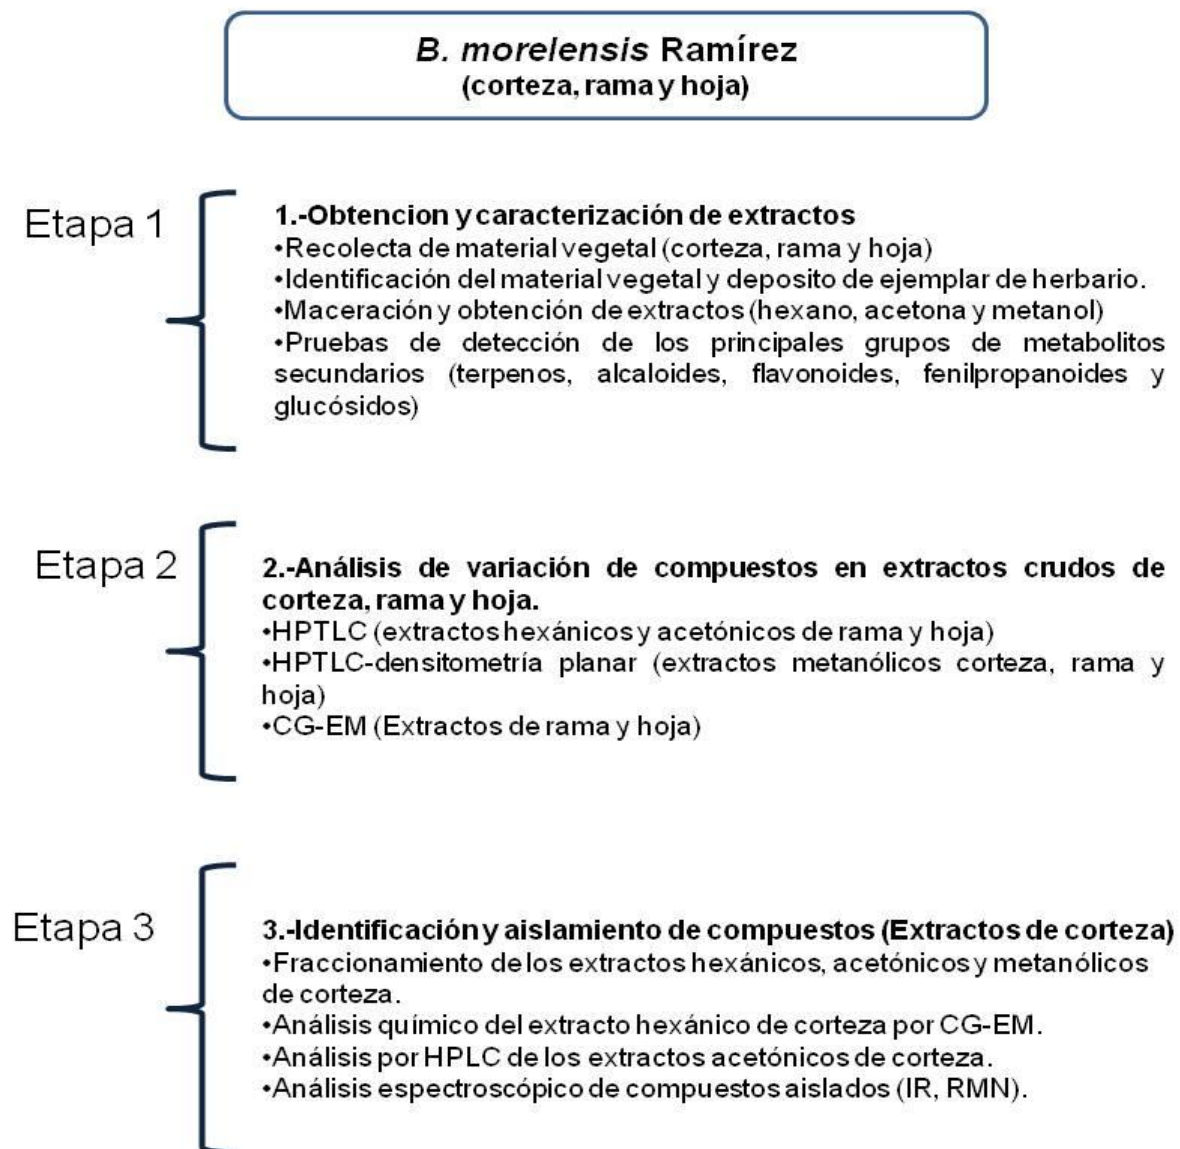 B. morelensis Ramírez
(corteza, rama y hoja)
Etapa 1
1.-Obtencion y caracterización de extractos
•Recolecta de material vegetal (corteza, rama y hoja)
•Identificación del material vegetal y deposito de ejemplar de herbario.
•Maceración y obtención de extractos (hexano, acetona y metanol)
•Pruebas de detección de los principales grupos de metabolitos
secundarios (terpenos, alcaloides, flavonoides, fenilpropanoides y
glucósidos)
Etapa 2
2.-Análisis de variación de compuestos en extractos crudos de
corteza, rama y hoja.
•HPTLC (extractos hexánicos y acetónicos de rama y hoja)
•HPTLC-densitometría planar (extractos metanólicos corteza, rama y
hoja)
•CG-EM (Extractos de rama y hoja)
Etapa 3
3.-Identificación y aislamiento de compuestos (Extractos de corteza)
•Fraccionamiento de los extractos hexánicos, acetónicos y metanólicos
de corteza.
•Análisis químico del extracto hexánico de corteza por CG-EM.
•Análisis por HPLC de los extractos acetónicos de corteza.
•Análisis espectroscópico de compuestos aislados (IR, RMN).